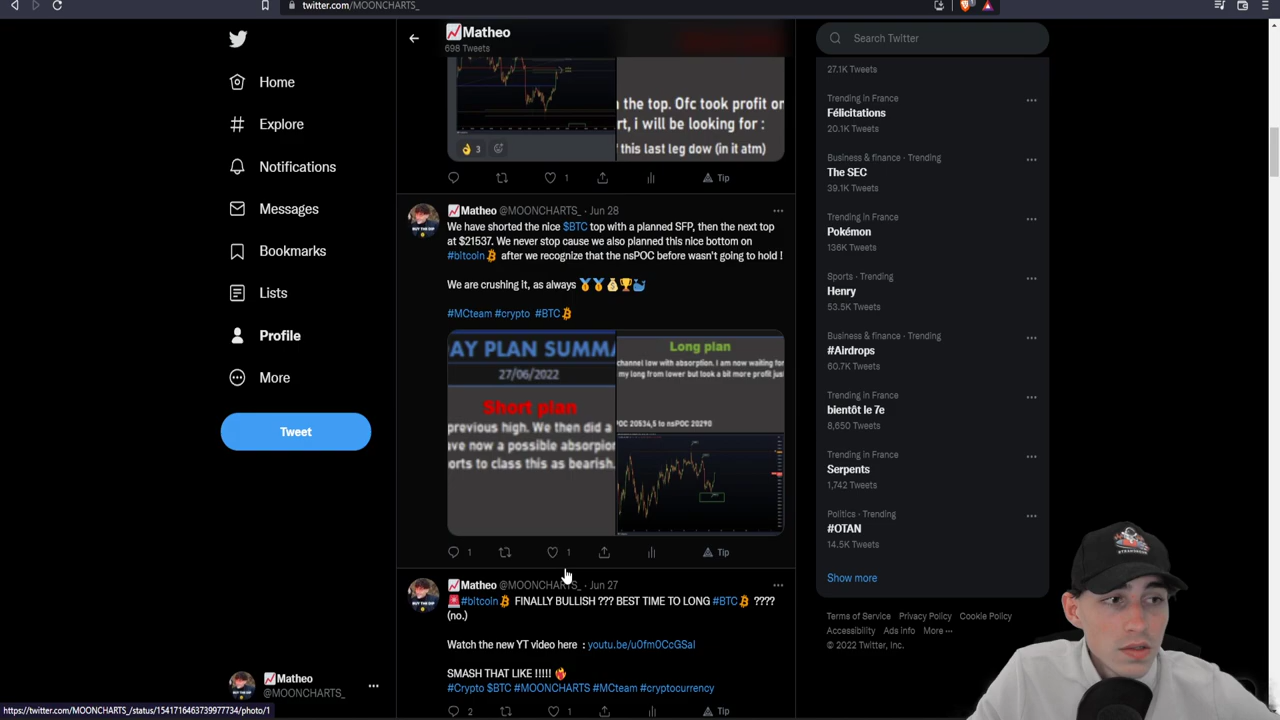 twitter.com/MOONCHARTS_
Matheo
698 Tweets
Search Twitter
Home
Explore
Notifications
Messages
Bookmarks
Lists
Profile
More
Tweet
Matheo
@MOONCHARTS_
n the top. Ofc took profit on
rt, i will be looking for :
this last leg dow (in it atm)
3
1
Tip
Matheo @MOONCHARTS_ · Jun 28
We have shorted the nice $BTC top with a planned SFP, then the next top
at $21537. We never stop cause we also planned this nice bottom on
#bitcoin after we recognize that the nsPOC before wasn't going to hold !
We are crushing it, as always
#MCteam #crypto #BTC
AY PLAN SUMMA
27/06/2022
Short plan
previous high. We then did a
ave now a possible absorpion
orts to class this as bearish.
Long plan
channel low with absorption. I am now waiting for
my long from lower but took a bit more profit just
POC 20534,5 to nsPOC 20290
1 1 Tip
Matheo @MOONCHARTS_ · Jun 27
#bitcoin FINALLY BULLISH ??? BEST TIME TO LONG #BTC ????
(no.)
Watch the new YT video here : youtu.be/u0fm0CcGSaI
SMASH THAT LIKE !!!!!
#Crypto $BTC #MOONCHARTS #MCteam #cryptocurrency
2 1 Tip
27.1K Tweets
Trending in France
Félicitations
20.1K Tweets
Business & finance · Trending
The SEC
39.1K Tweets
Trending in France
Pokémon
136K Tweets
Sports · Trending
Henry
53.5K Tweets
Business & finance · Trending
#Airdrops
60.7K Tweets
Trending in France
bientôt le 7e
8,650 Tweets
Trending in France
Serpents
1,742 Tweets
Politics · Trending
#OTAN
14.5K Tweets
Show more
Terms of Service Privacy Policy Cookie Policy
Accessibility Ads info More ···
© 2022 Twitter, Inc.
https://twitter.com/MOONCHARTS_/status/1541716463739977734/photo/1